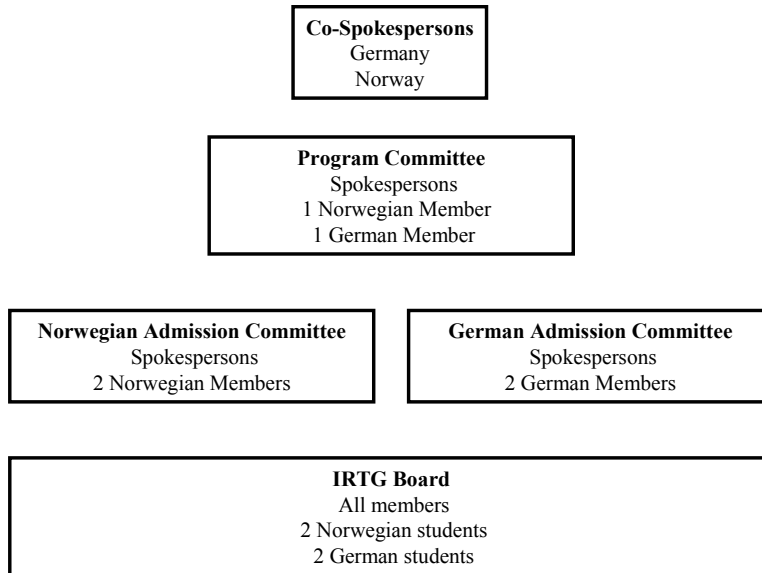 Co-Spokespersons
Germany
Norway
Program Committee
Spokespersons
1 Norwegian Member
1 German Member
Norwegian Admission Committee
Spokespersons
2 Norwegian Members
German Admission Committee
Spokespersons
2 German Members
IRTG Board
All members
2 Norwegian students
2 German students